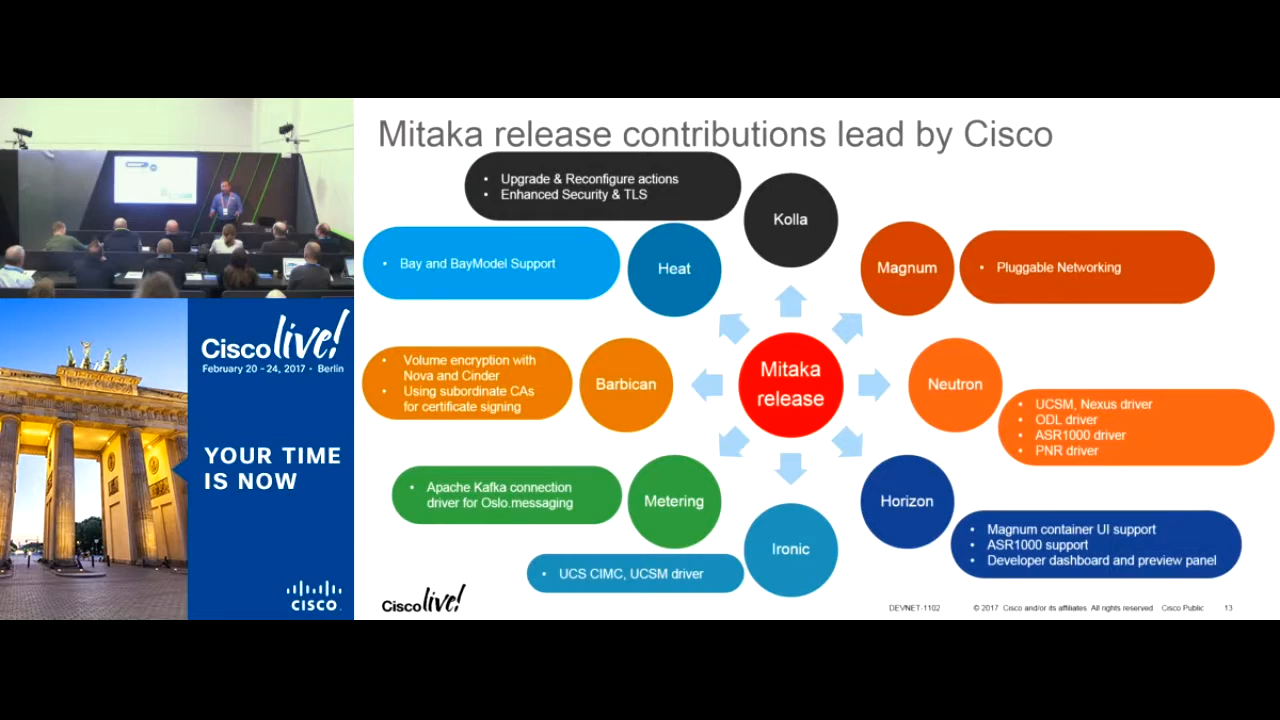 Mitaka release contributions lead by Cisco
• Upgrade & Reconfigure actions
• Enhanced Security & TLS
Kolla
• Bay and BayModel Support
Heat
Magnum
• Pluggable Networking
• Volume encryption with
Nova and Cinder
• Using subordinate CAs
for certificate signing
Barbican
Mitaka
release
Neutron
• UCSM, Nexus driver
• ODL driver
• ASR1000 driver
• PNR driver
• Apache Kafka connection
driver for Oslo.messaging
Metering
Horizon
• Magnum container UI support
• ASR1000 support
• Developer dashboard and preview panel
Ironic
• UCS CIMC, UCSM driver
Cisco live!
DEVNET-1102 © 2017 Cisco and/or its affiliates All rights reserved Cisco Public 13
Cisco live!
February 20 - 24, 2017 • Berlin
YOUR TIME
IS NOW
CISCO